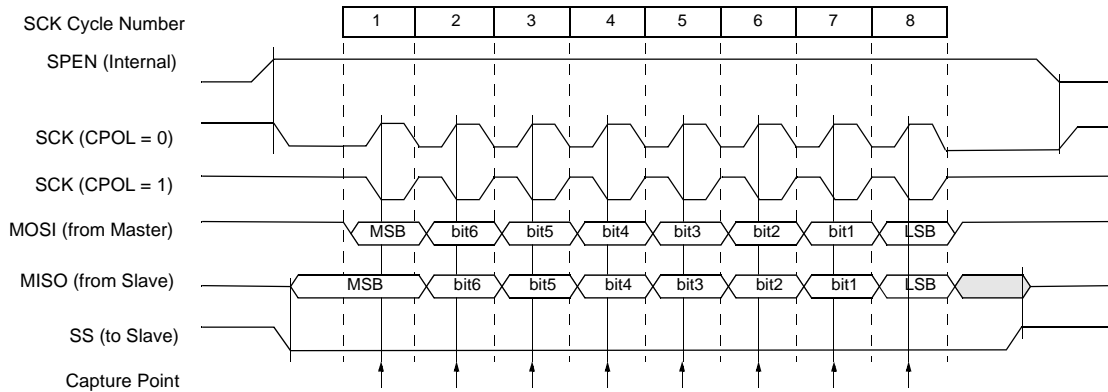 SCK Cycle Number 1 2 3 4 5 6 7 8
SPEN (Internal)
SCK (CPOL = 0)
SCK (CPOL = 1)
MOSI (from Master) MSB bit6 bit5 bit4 bit3 bit2 bit1 LSB
MISO (from Slave) MSB bit6 bit5 bit4 bit3 bit2 bit1 LSB
SS (to Slave)
Capture Point